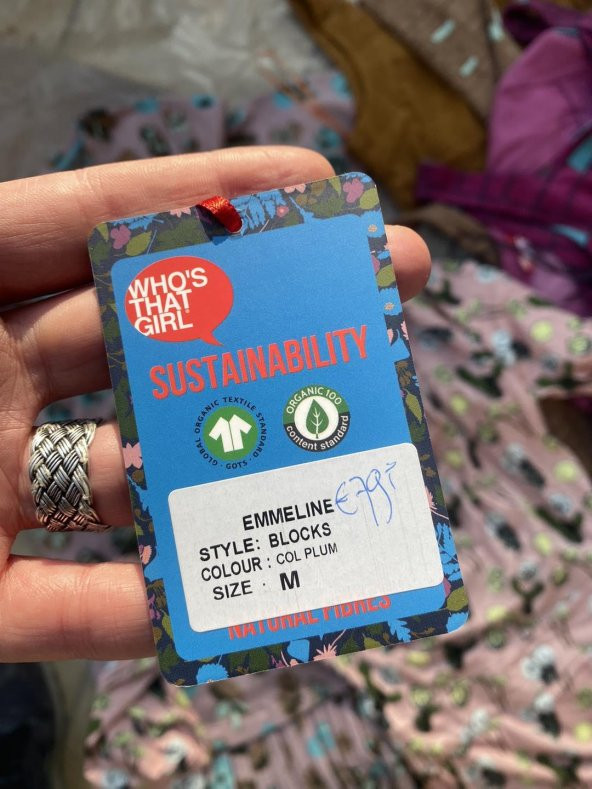 WHO'S
THAT
GIRL
SUSTAINABILITY
GLOBAL ORGANIC TEXTILE STANDARD
· GOTS ·
ORGANIC 100
content standard
EMMELINE
STYLE: BLOCKS
COLOUR : COL PLUM
SIZE · M
NATURAL FIBRES